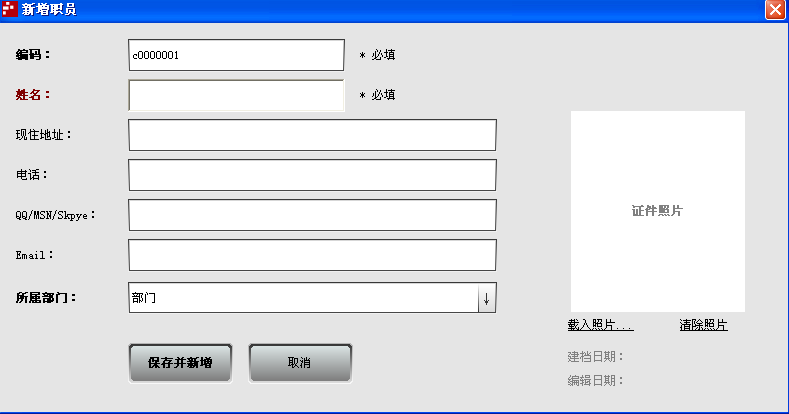 新增职员
编码： c0000001 * 必填
姓名： * 必填
现住地址：
电话：
QQ/MSN/Skpye：
Email：
所属部门： 部门 ↓
证件照片
载入照片... 清除照片
建档日期：
编辑日期：
保存并新增 取消